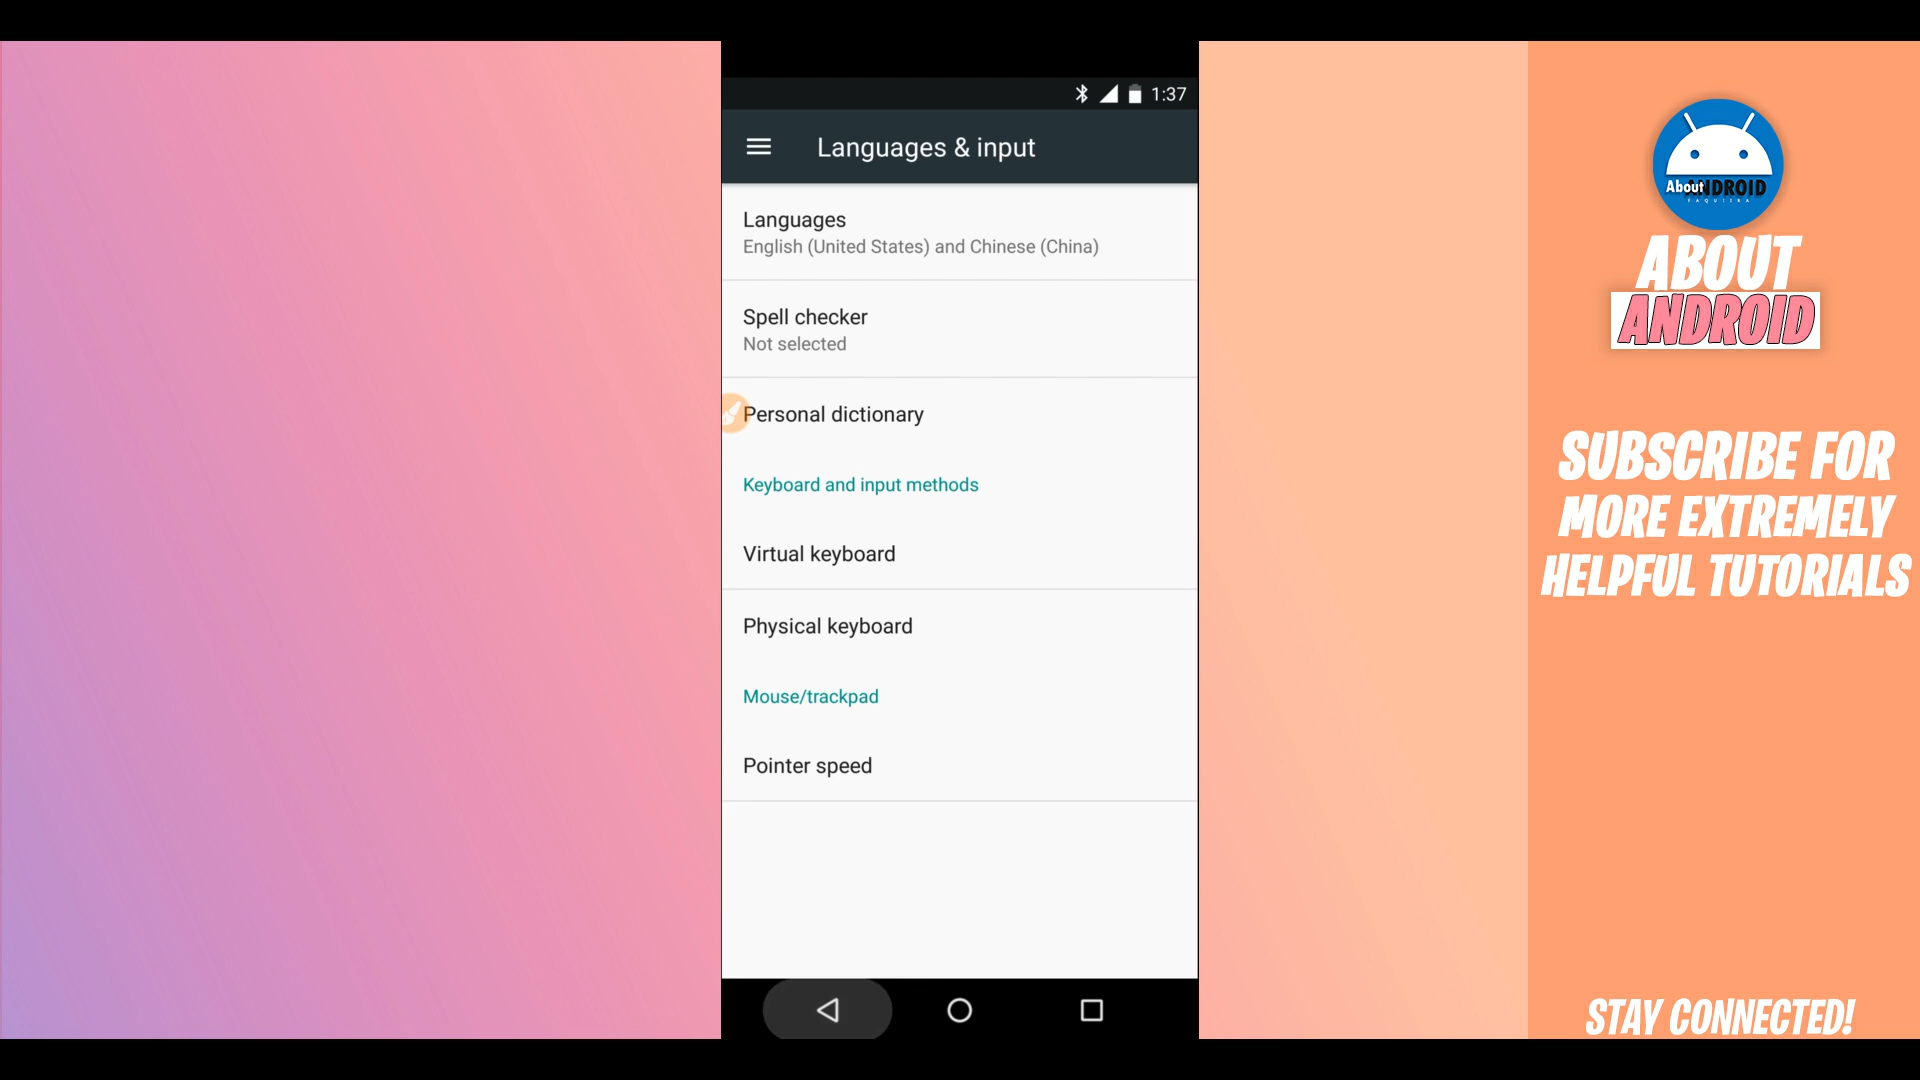 1:37
Languages & input
Languages
English (United States) and Chinese (China)
Spell checker
Not selected
Personal dictionary
Keyboard and input methods
Virtual keyboard
Physical keyboard
Mouse/trackpad
Pointer speed
About ANDROID
FAQUIZRA
ABOUT
ANDROID
SUBSCRIBE FOR
MORE EXTREMELY
HELPFUL TUTORIALS
STAY CONNECTED!